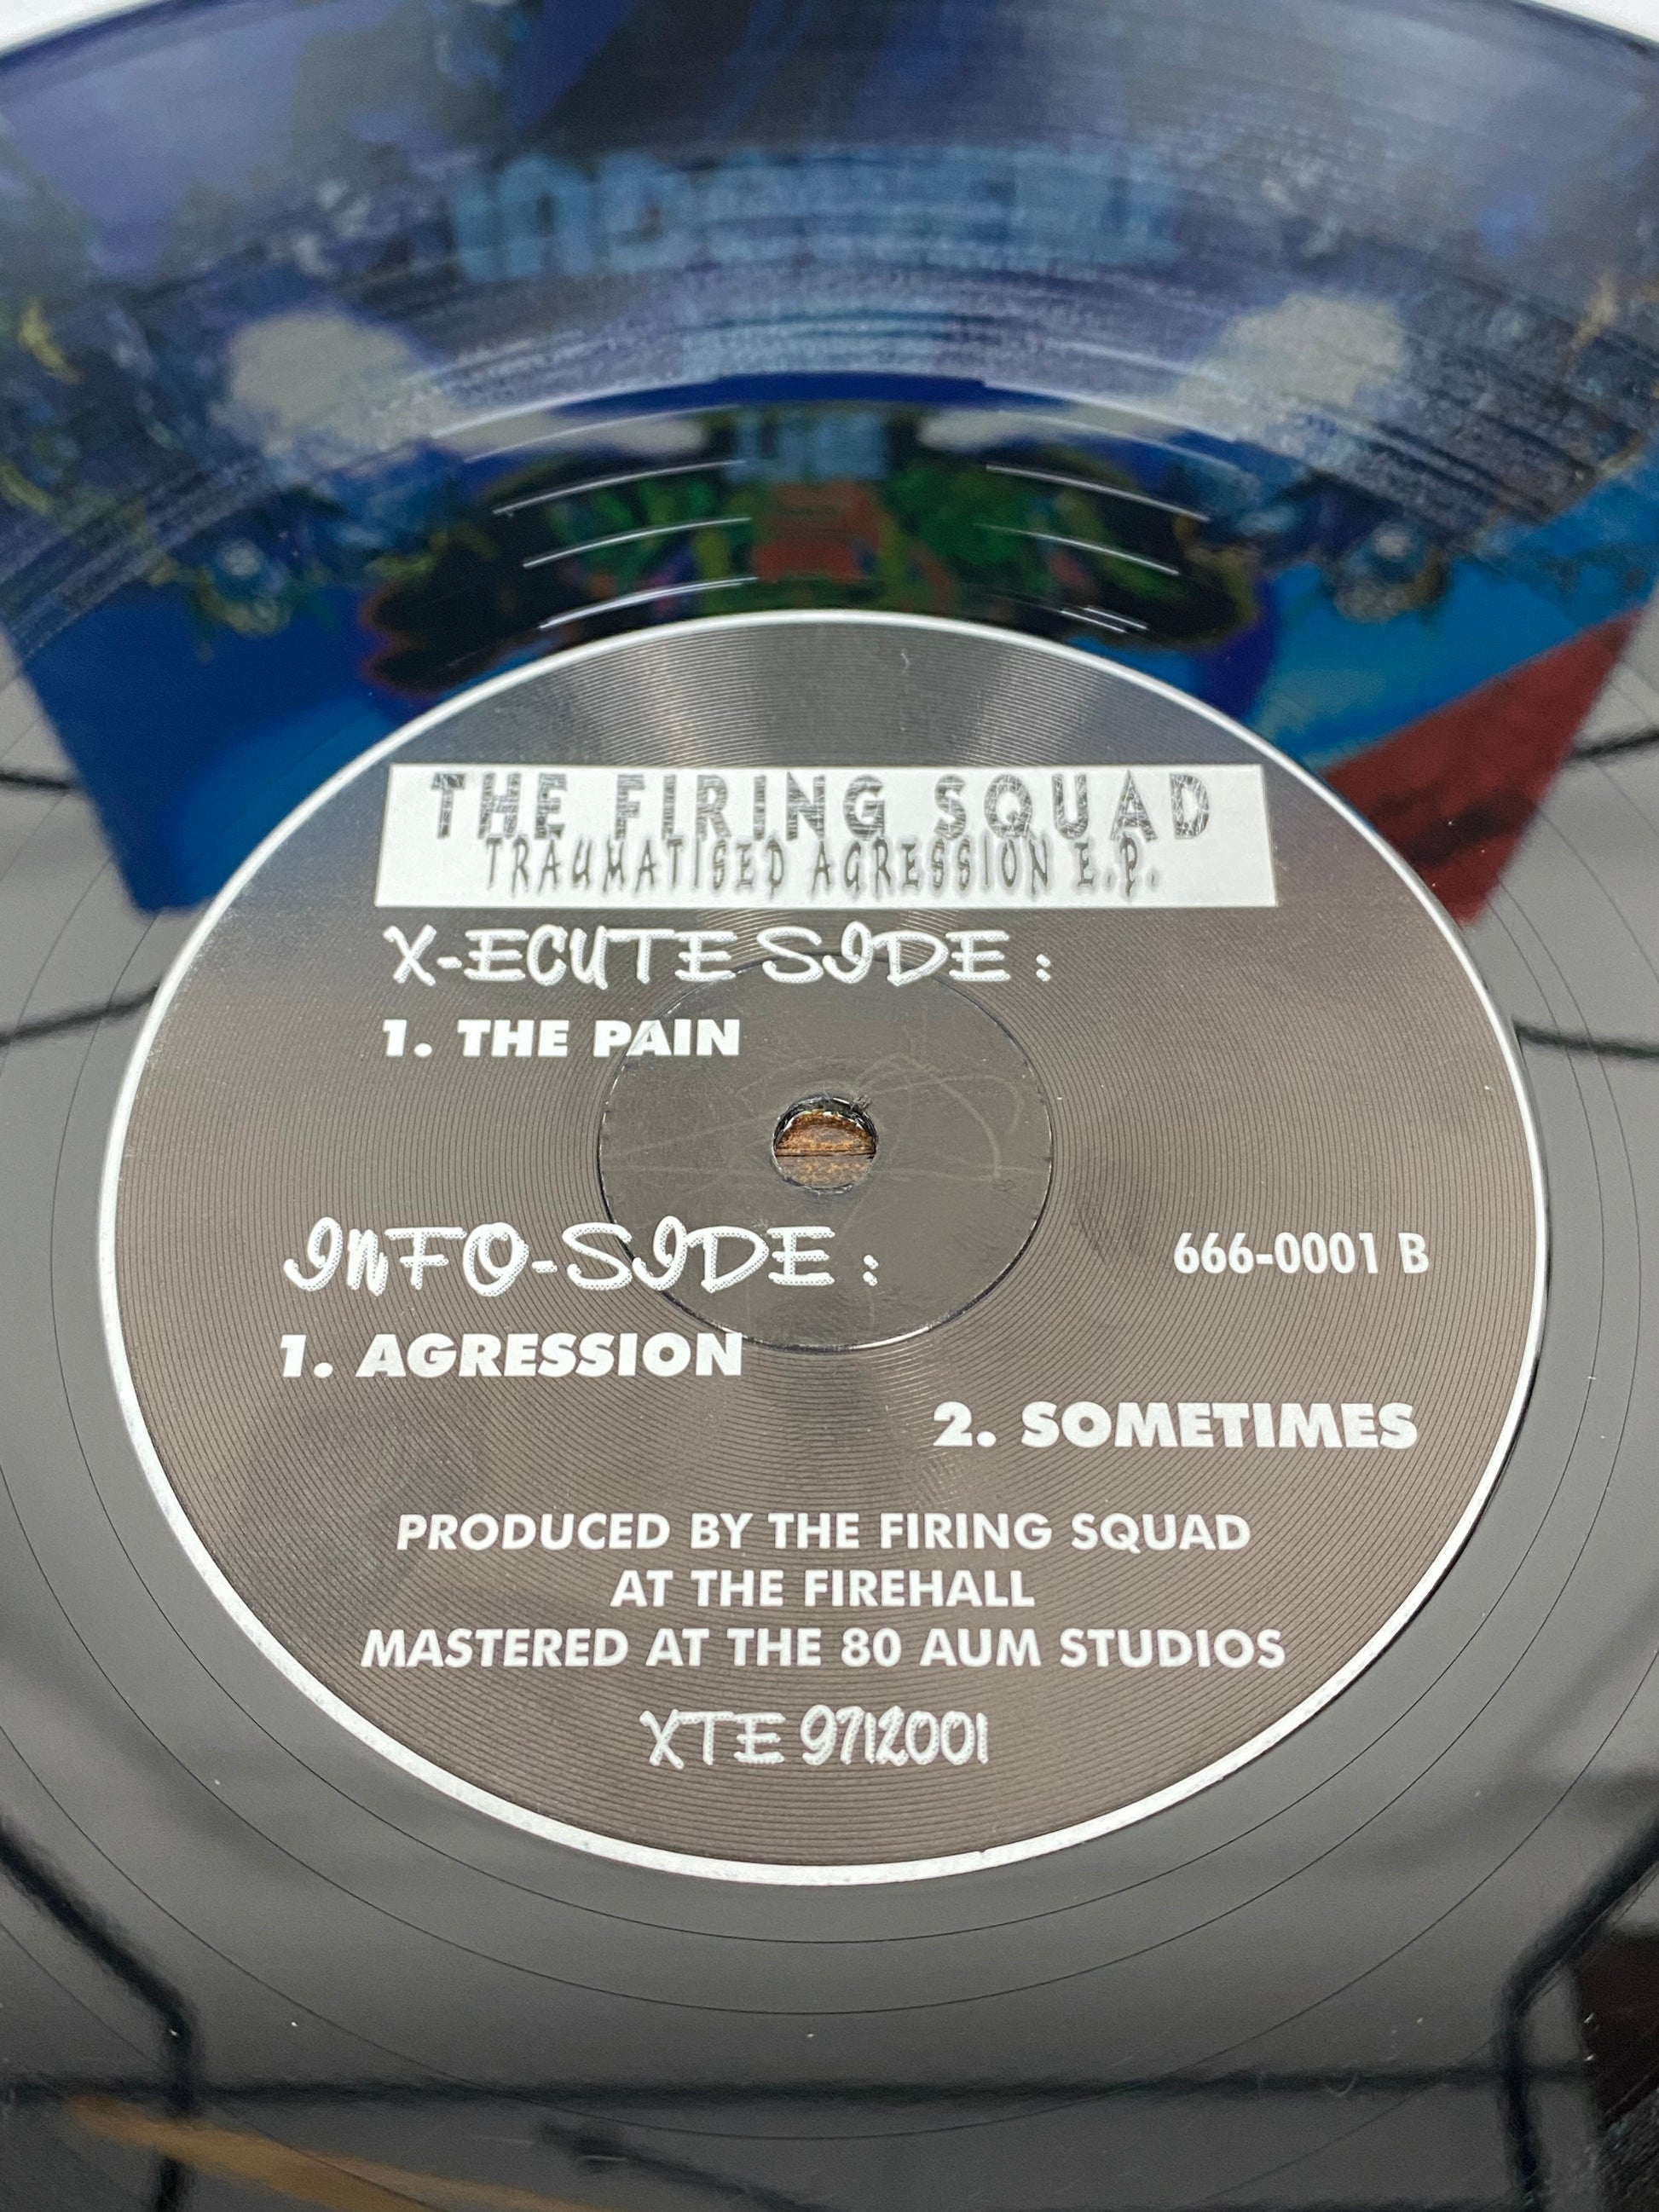 THE FIRING SQUAD
TRAUMATISED AGRESSION E.P.
X-ECUTE SIDE :
1. THE PAIN
INFO-SIDE :
666-0001 B
1. AGRESSION
2. SOMETIMES
PRODUCED BY THE FIRING SQUAD
AT THE FIREHALL
MASTERED AT THE 80 AUM STUDIOS
XTE 9712001